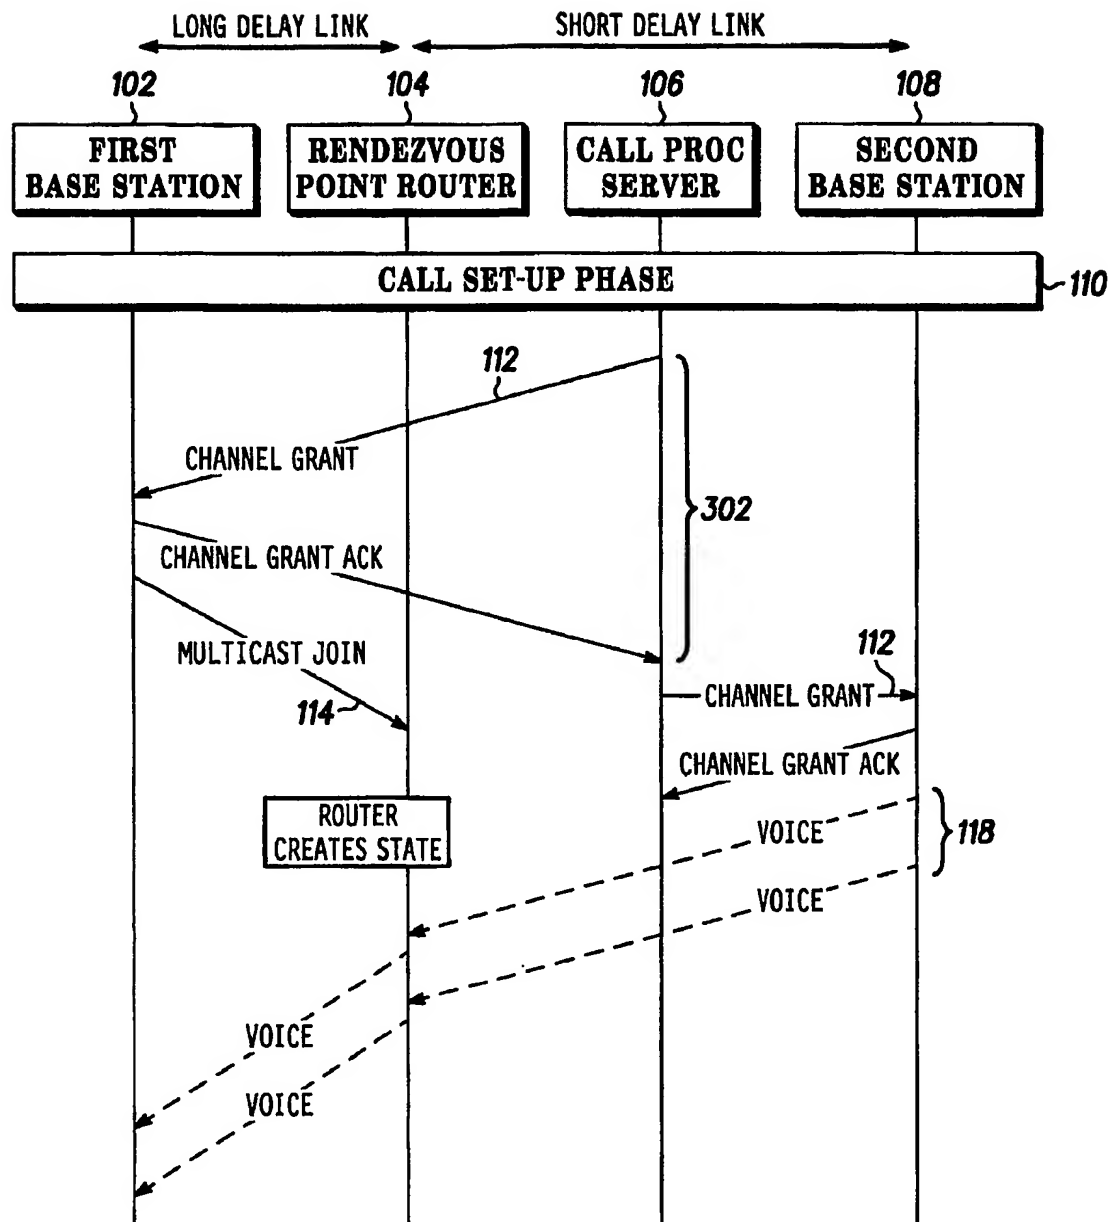 LONG DELAY LINK
SHORT DELAY LINK
102
104
106
108
FIRST
BASE STATION
RENDEZVOUS
POINT ROUTER
CALL PROC
SERVER
SECOND
BASE STATION
CALL SET-UP PHASE
110
112
CHANNEL GRANT
302
CHANNEL GRANT ACK
MULTICAST JOIN
112
CHANNEL GRANT
114
CHANNEL GRANT ACK
ROUTER
CREATES STATE
VOICE
118
VOICE
VOICE
VOICE